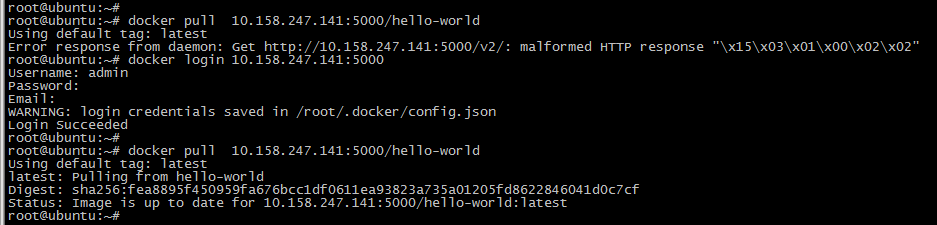 root@ubuntu:~#
root@ubuntu:~# docker pull  10.158.247.141:5000/hello-world
Using default tag: latest
Error response from daemon: Get http://10.158.247.141:5000/v2/: malformed HTTP response "\x15\x03\x01\x00\x02\x02"
root@ubuntu:~# docker login 10.158.247.141:5000
Username: admin
Password:
Email:
WARNING: login credentials saved in /root/.docker/config.json
Login Succeeded
root@ubuntu:~#
root@ubuntu:~# docker pull  10.158.247.141:5000/hello-world
Using default tag: latest
latest: Pulling from hello-world
Digest: sha256:fea8895f450959fa676bcc1df0611ea93823a735a01205fd8622846041d0c7cf
Status: Image is up to date for 10.158.247.141:5000/hello-world:latest
root@ubuntu:~#